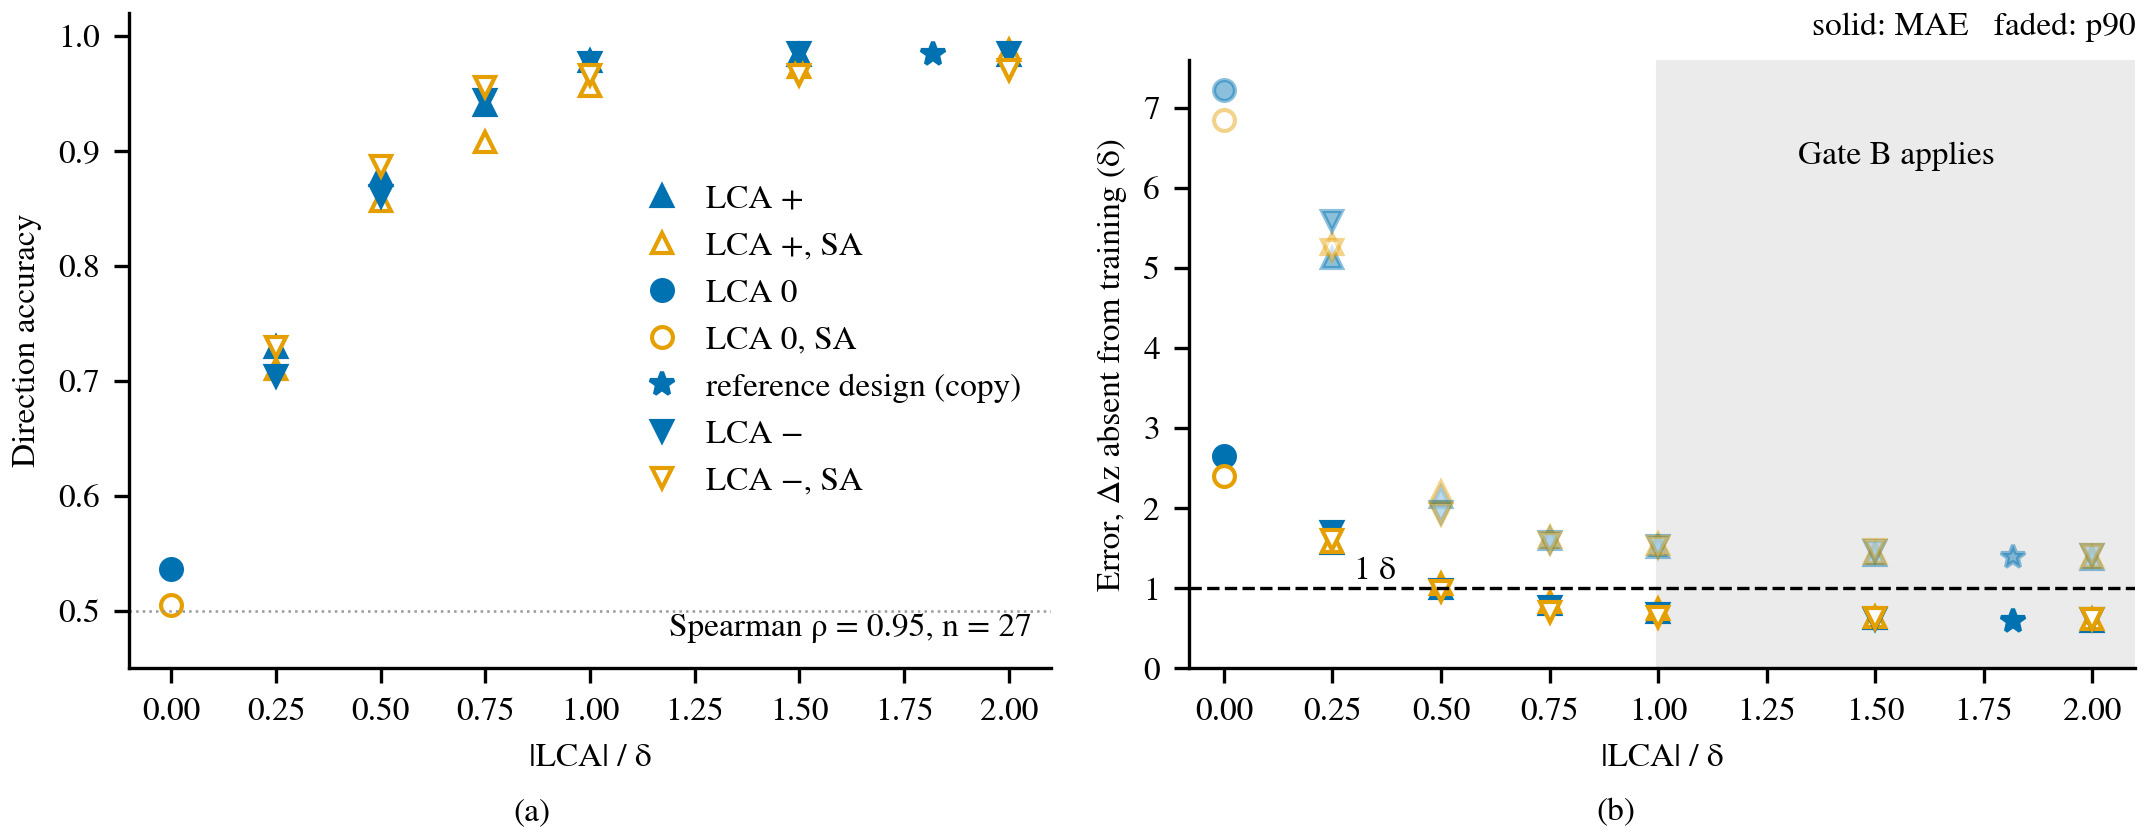 1.0
0.9
0.8
0.7
0.6
0.5
Direction accuracy
LCA +
LCA +, SA
LCA 0
LCA 0, SA
reference design (copy)
LCA −
LCA −, SA
Spearman ρ = 0.95, n = 27
0.00 0.25 0.50 0.75 1.00 1.25 1.50 1.75 2.00
|LCA| / δ
(a)
solid: MAE faded: p90
7
6
5
4
3
2
1
0
Error, Δz absent from training (δ)
Gate B applies
1 δ
0.00 0.25 0.50 0.75 1.00 1.25 1.50 1.75 2.00
|LCA| / δ
(b)